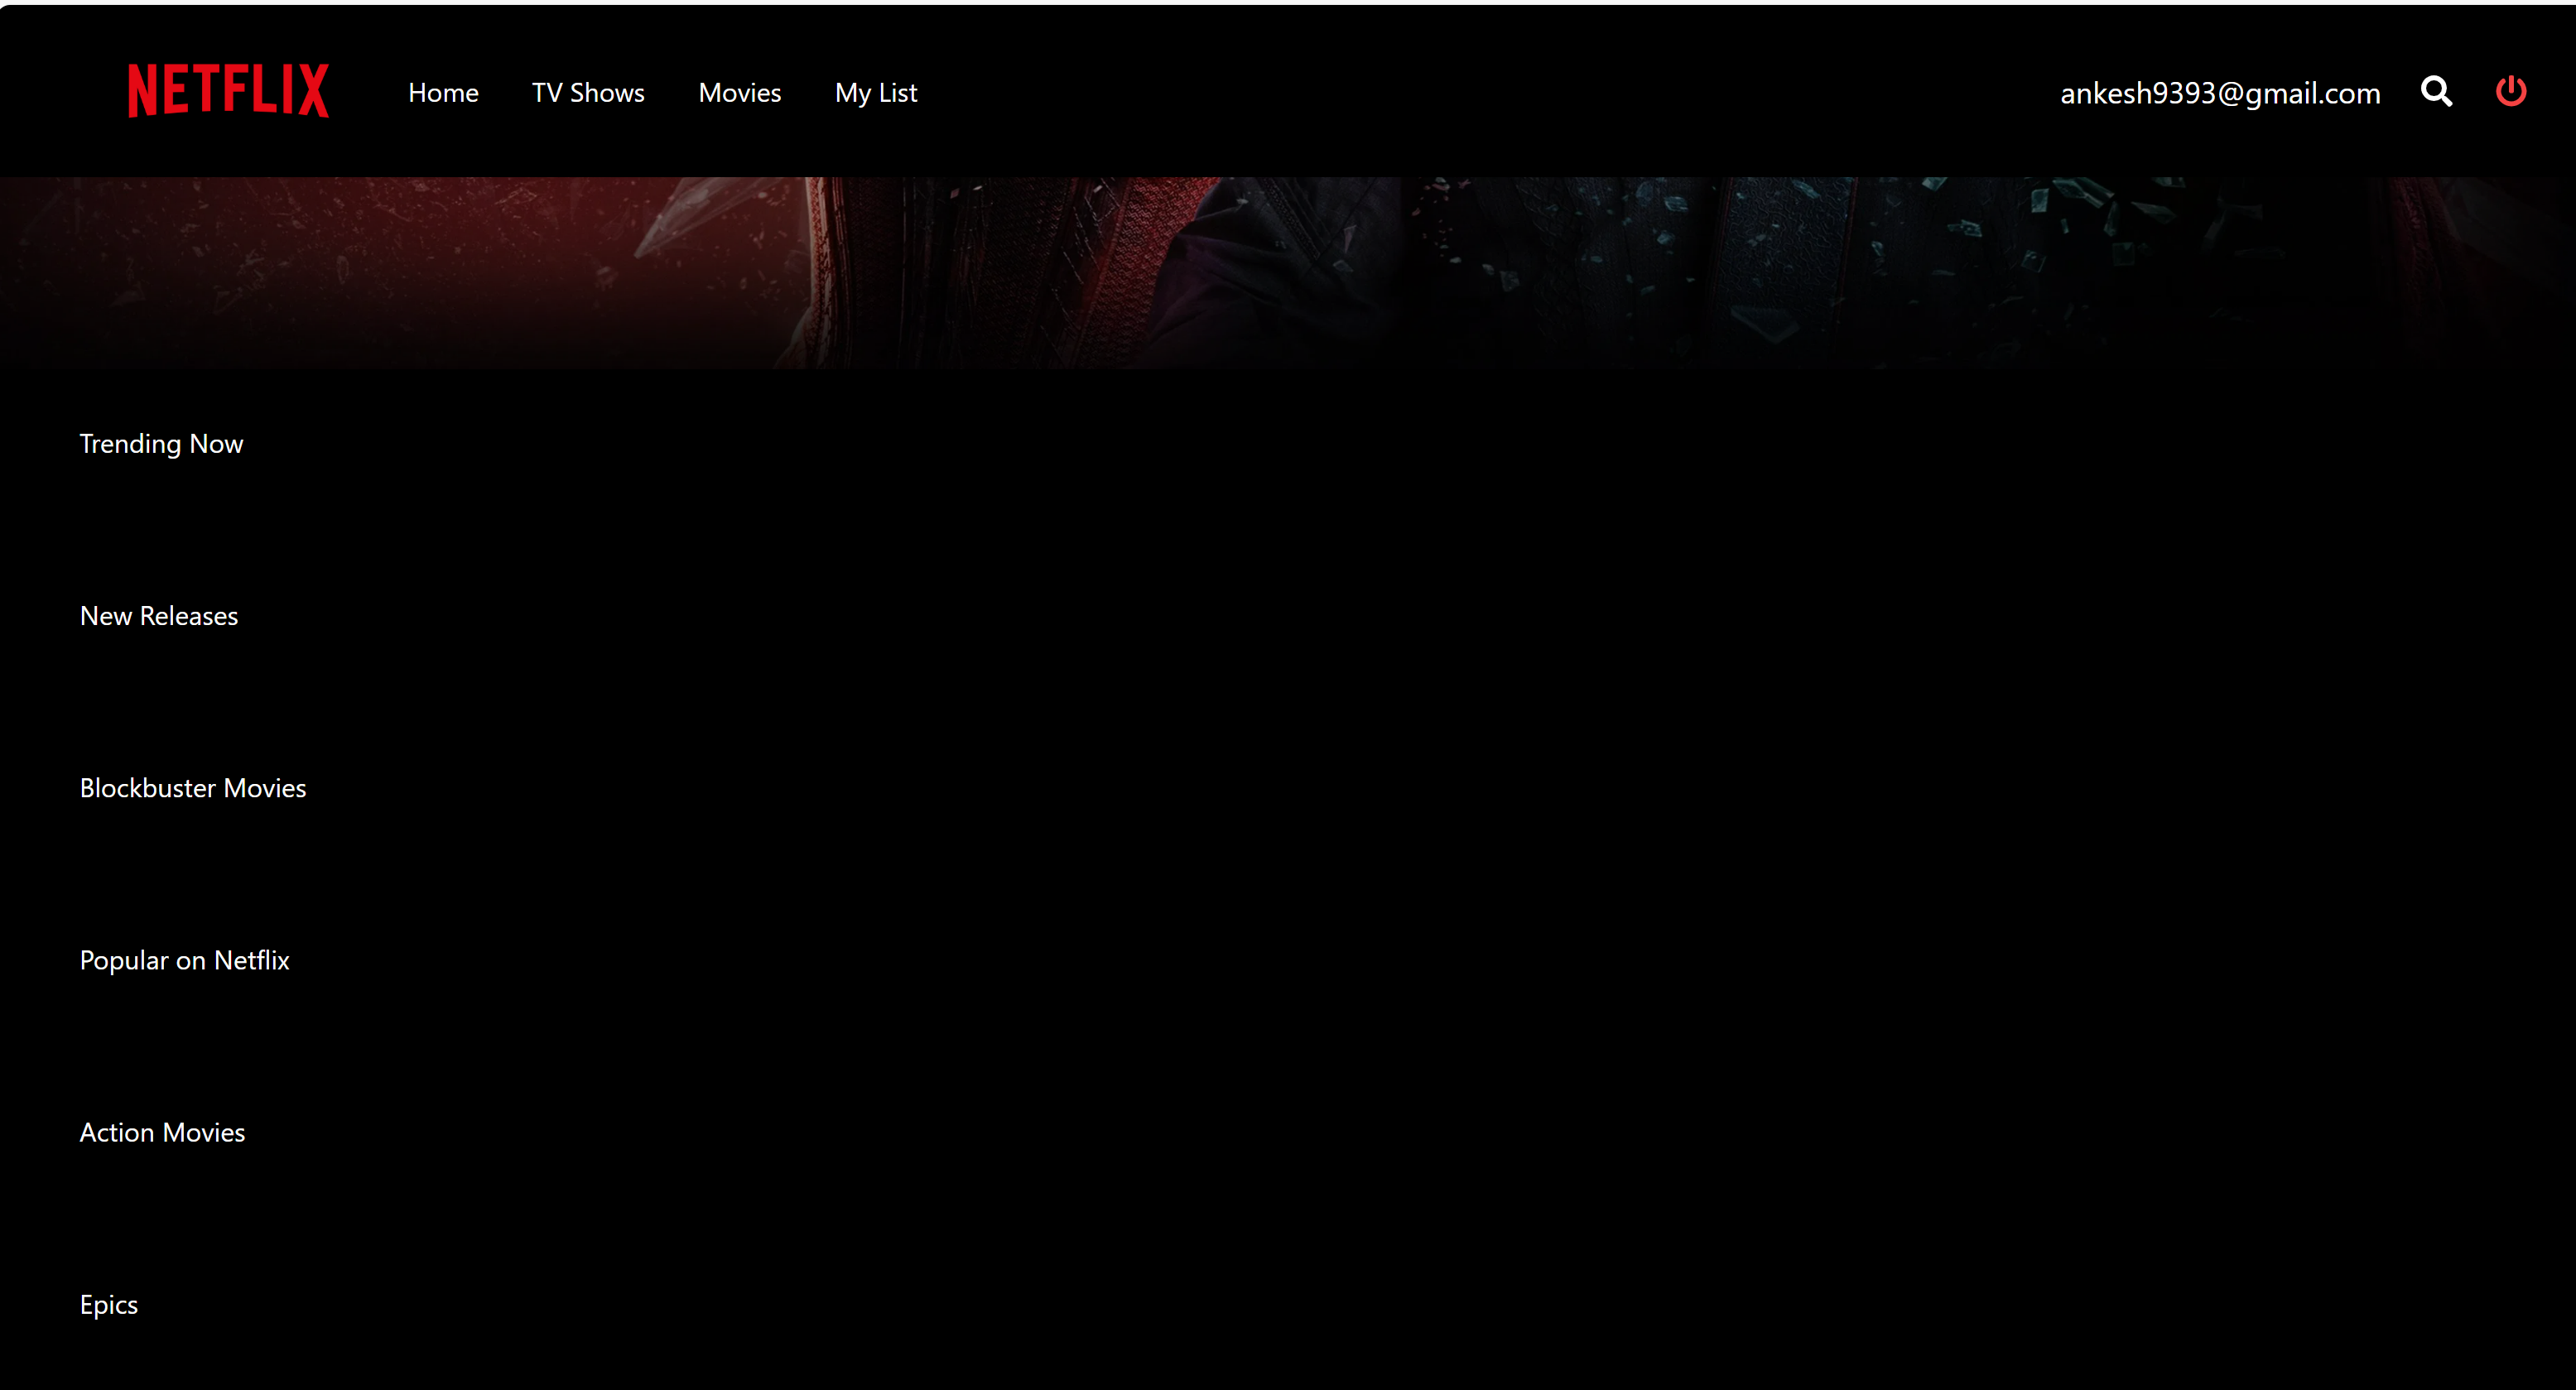 NETFLIX Home TV Shows Movies My List ankesh9393@gmail.com
Trending Now
New Releases
Blockbuster Movies
Popular on Netflix
Action Movies
Epics